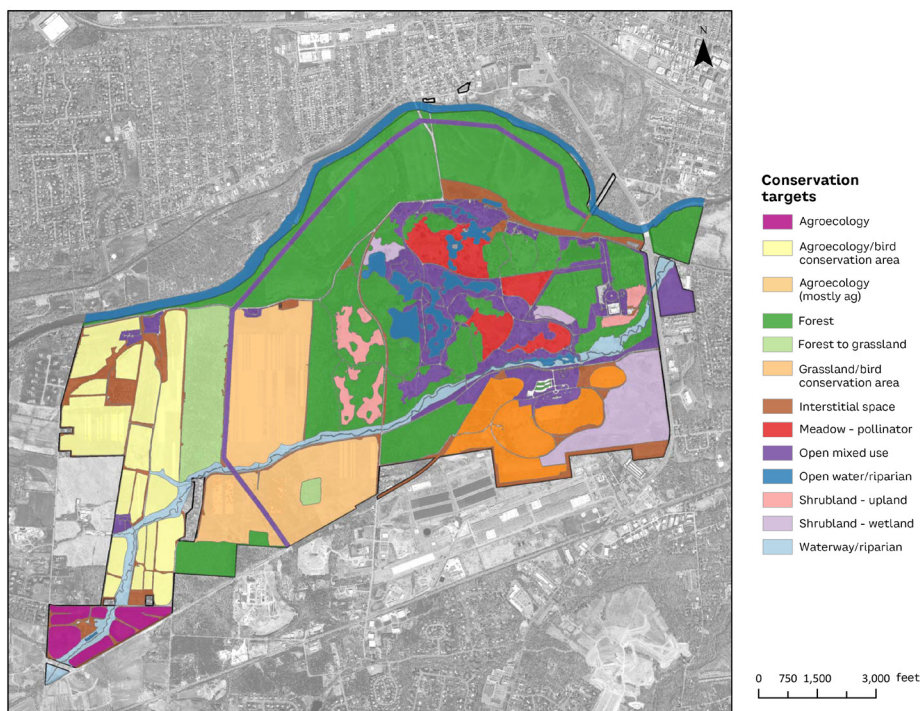 N
Conservation
targets
Agroecology
Agroecology/bird
conservation area
Agroecology
(mostly ag)
Forest
Forest to grassland
Grassland/bird
conservation area
Interstitial space
Meadow - pollinator
Open mixed use
Open water/riparian
Shrubland - upland
Shrubland - wetland
Waterway/riparian
0 750 1,500 3,000 feet